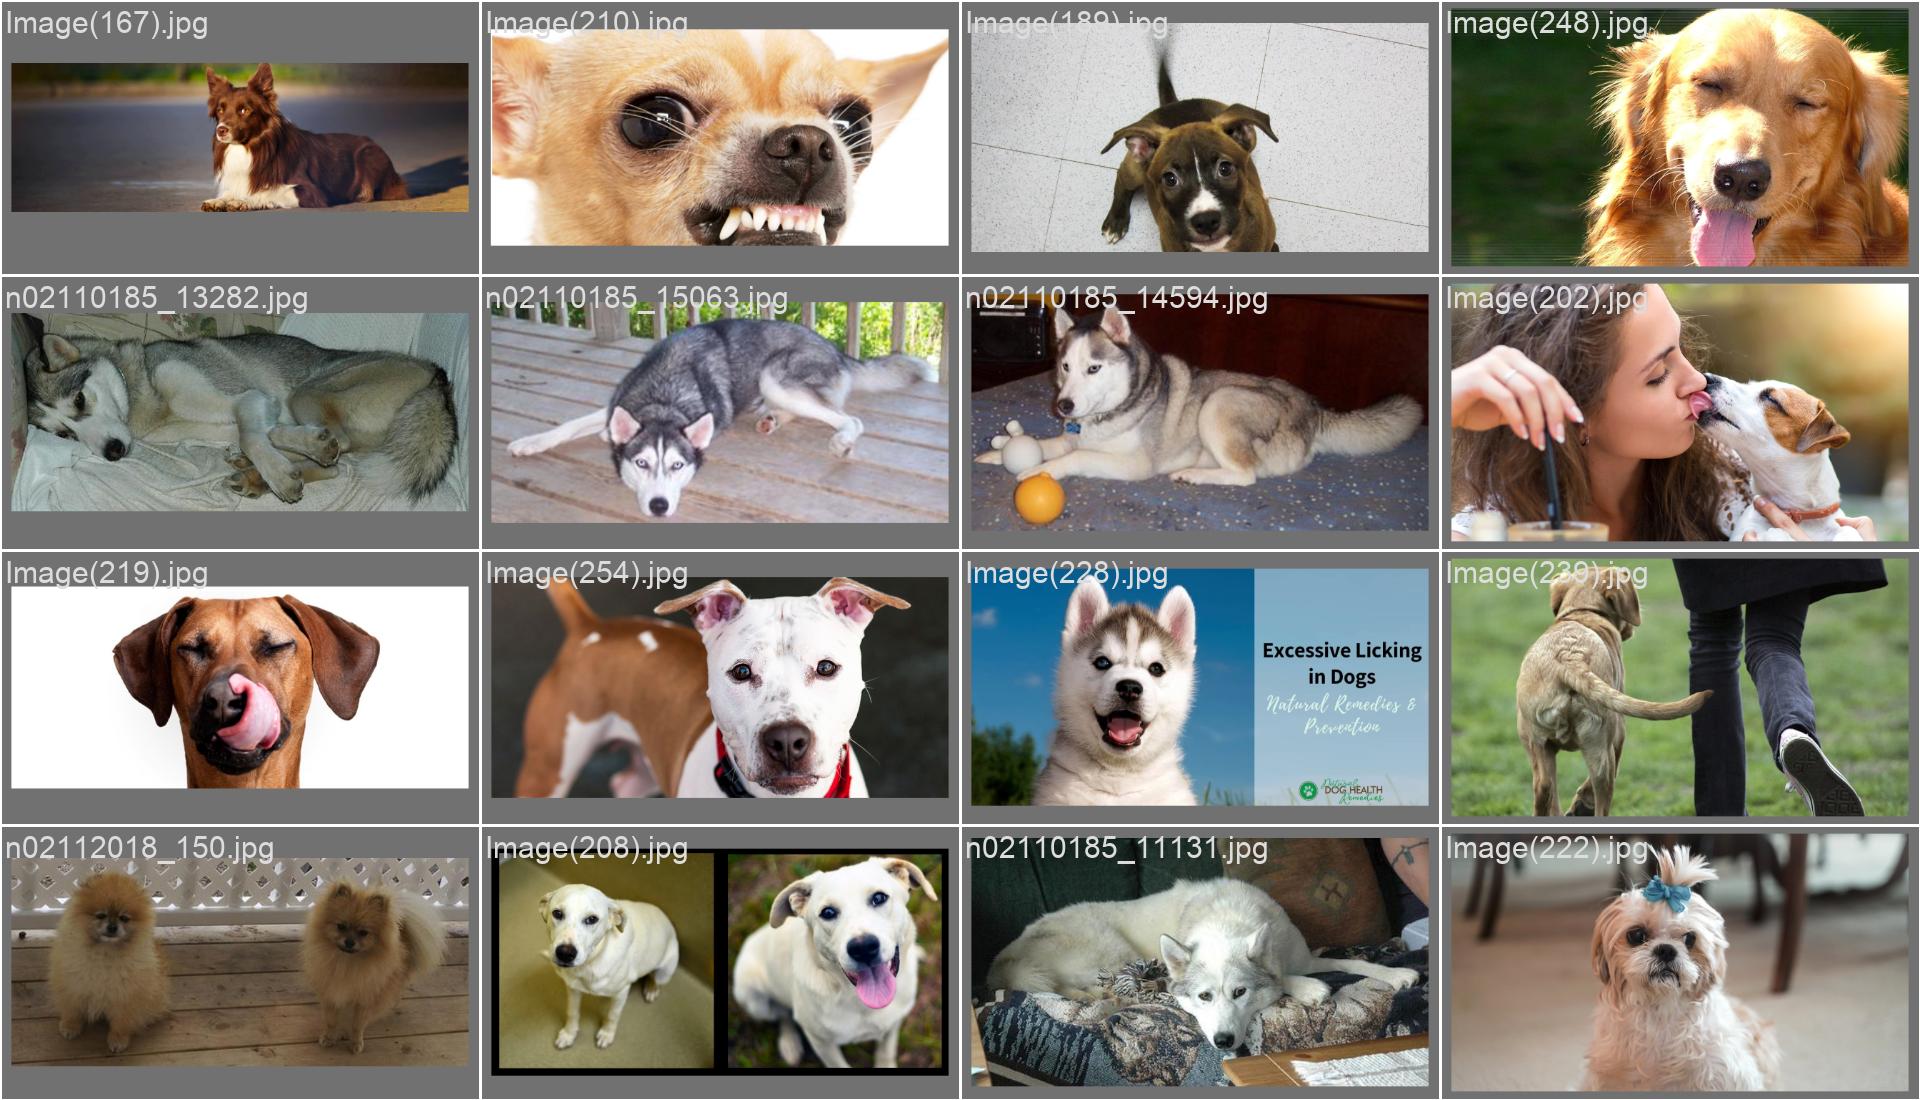 Image(167).jpg
Image(210).jpg
Image(189).jpg
Image(248).jpg
n02110185_13282.jpg
n02110185_15063.jpg
n02110185_14594.jpg
Image(202).jpg
Image(219).jpg
Image(254).jpg
Image(228).jpg
Image(239).jpg
Excessive Licking
in Dogs
Natural Remedies &
Prevention
Natural
DOG HEALTH
Remedies
n02112018_150.jpg
Image(208).jpg
n02110185_11131.jpg
Image(222).jpg